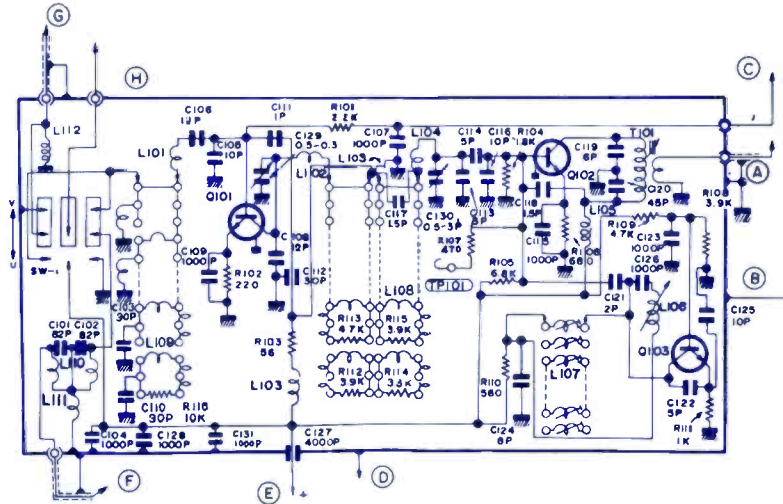 G
H
C
L112
C106
12P
C111
1P
R101
2.2K
C129
0.5-0.3
C107
1000P
L104
C114
5P
C116
10P
R104
1.8K
C119
6P
T101
A
L101
C108
10P
Q101
L102
L103
Q102
Q20
48P
R108
3.9K
V
U
SW-1
C117
1.5P
C130
0.5-3P
Q113
6P
C118
1.5P
L105
R109
4.7K
C123
1000P
C109
1000P
12P
R107
470
TP101
C115
1000P
R106
680
C126
1000P
B
R102
220
C112
30P
R105
6.8K
C121
2P
L106
C103
30P
L108
C125
10P
C101
82P
C102
82P
L109
R113
4.7K
R115
3.9K
Q103
L110
R103
56
L107
L111
R112
3.9K
R114
3.3K
R110
560
C122
5P
C110
30P
R116
10K
L103
C124
8P
R111
1K
C104
1000P
C128
1000P
C131
1000P
C127
4000P
F
E
+
D